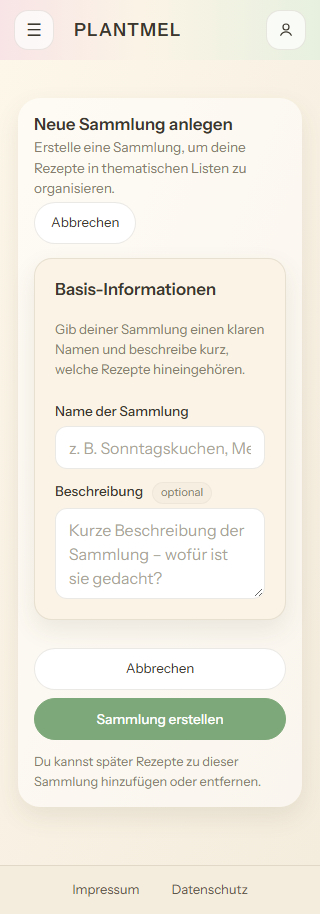 PLANTMEL
Neue Sammlung anlegen
Erstelle eine Sammlung, um deine
Rezepte in thematischen Listen zu
organisieren.
Abbrechen
Basis-Informationen
Gib deiner Sammlung einen klaren
Namen und beschreibe kurz,
welche Rezepte hineingehören.
Name der Sammlung
z. B. Sonntagskuchen, Me
Beschreibung optional
Kurze Beschreibung der
Sammlung – wofür ist
sie gedacht?
Abbrechen
Sammlung erstellen
Du kannst später Rezepte zu dieser
Sammlung hinzufügen oder entfernen.
Impressum Datenschutz